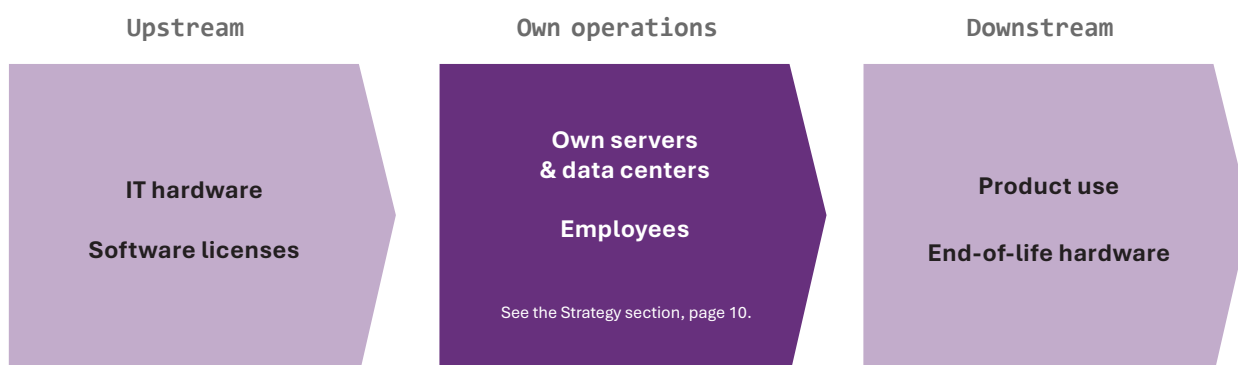 Upstream
Own operations
Downstream
IT hardware
Software licenses
Own servers
& data centers
Employees
See the Strategy section, page 10.
Product use
End-of-life hardware